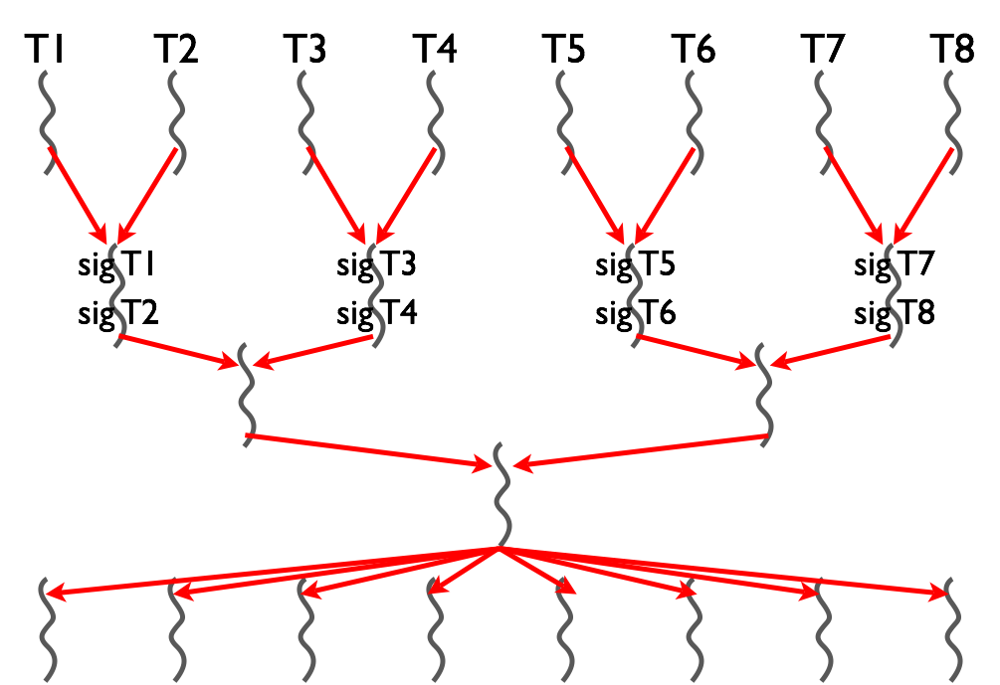 T1 T2 T3 T4 T5 T6 T7 T8
sig T1 sig T3 sig T5 sig T7
sig T2 sig T4 sig T6 sig T8